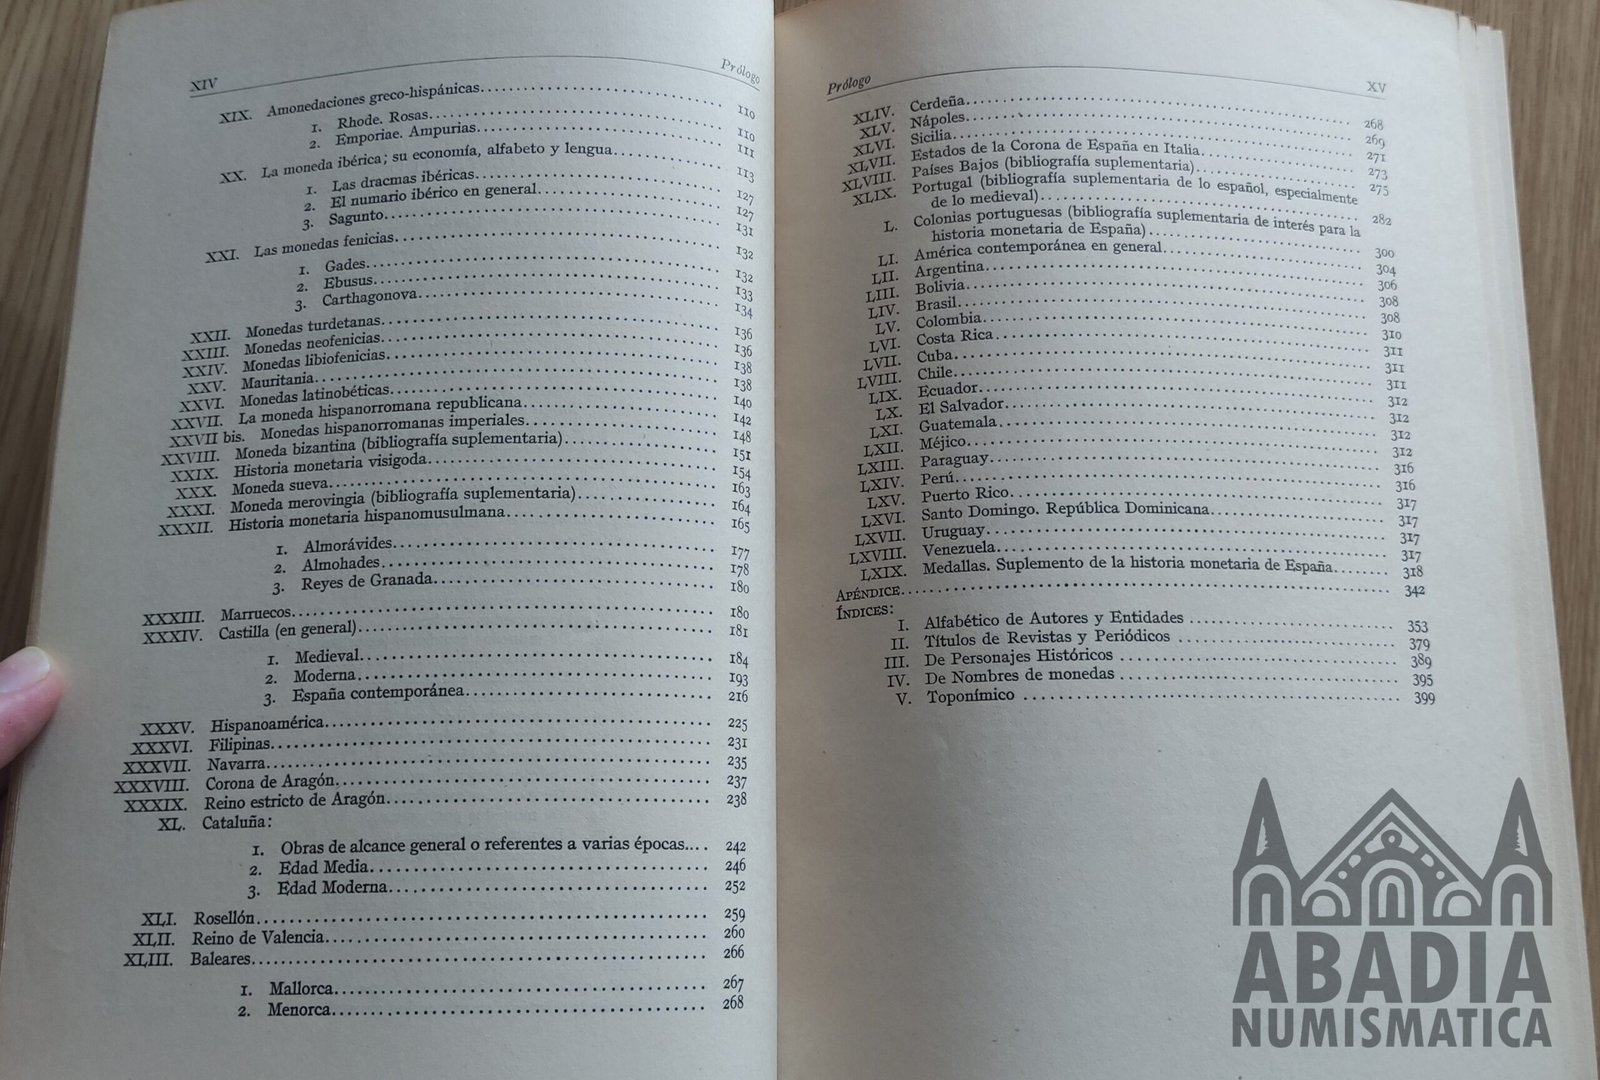 XIV Prólogo
XIX. Amonedaciones greco-hispánicas 110
1. Rhode. Rosas 110
2. Emporiae. Ampurias 111
XX. La moneda ibérica; su economía, alfabeto y lengua 113
1. Las dracmas ibéricas 127
2. El numario ibérico en general 127
3. Sagunto 131
XXI. Las monedas fenicias 132
1. Gades 132
2. Ebusus 133
3. Carthagonova 134
XXII. Monedas turdetanas 136
XXIII. Monedas neofenicias 136
XXIV. Monedas libiofenicias 138
XXV. Mauritania 138
XXVI. Monedas latinobéticas 140
XXVII. La moneda hispanorromana republicana 142
XXVII bis. Monedas hispanorromanas imperiales 148
XXVIII. Moneda bizantina (bibliografía suplementaria) 151
XXIX. Historia monetaria visigoda 154
XXX. Moneda sueva 163
XXXI. Moneda merovingia (bibliografía suplementaria) 164
XXXII. Historia monetaria hispanomusulmana 165
1. Almorávides 177
2. Almohades 178
3. Reyes de Granada 180
XXXIII. Marruecos 180
XXXIV. Castilla (en general) 181
1. Medieval 184
2. Moderna 193
3. España contemporánea 216
XXXV. Hispanoamérica 225
XXXVI. Filipinas 231
XXXVII. Navarra 235
XXXVIII. Corona de Aragón 237
XXXIX. Reino estricto de Aragón 238
XL. Cataluña:
1. Obras de alcance general o referentes a varias épocas 242
2. Edad Media 246
3. Edad Moderna 252
XLI. Rosellón 259
XLII. Reino de Valencia 260
XLIII. Baleares 266
1. Mallorca 267
2. Menorca 268
Prólogo XV
XLIV. Cerdeña 268
XLV. Nápoles 269
XLVI. Sicilia 271
XLVII. Estados de la Corona de España en Italia 273
XLVIII. Países Bajos (bibliografía suplementaria) 275
XLIX. Portugal (bibliografía suplementaria de lo español, especialmente
de lo medieval) 282
L. Colonias portuguesas (bibliografía suplementaria de interés para la
historia monetaria de España) 300
LI. América contemporánea en general 304
LII. Argentina 306
LIII. Bolivia 308
LIV. Brasil 308
LV. Colombia 310
LVI. Costa Rica 311
LVII. Cuba 311
LVIII. Chile 311
LIX. Ecuador 312
LX. El Salvador 312
LXI. Guatemala 312
LXII. Méjico 312
LXIII. Paraguay 316
LXIV. Perú 316
LXV. Puerto Rico 317
LXVI. Santo Domingo. República Dominicana 317
LXVII. Uruguay 317
LXVIII. Venezuela 317
LXIX. Medallas. Suplemento de la historia monetaria de España 318
APÉNDICE 342
ÍNDICES:
I. Alfabético de Autores y Entidades 353
II. Títulos de Revistas y Periódicos 379
III. De Personajes Históricos 389
IV. De Nombres de monedas 395
V. Toponímico 399
ABADIA
NUMISMATICA